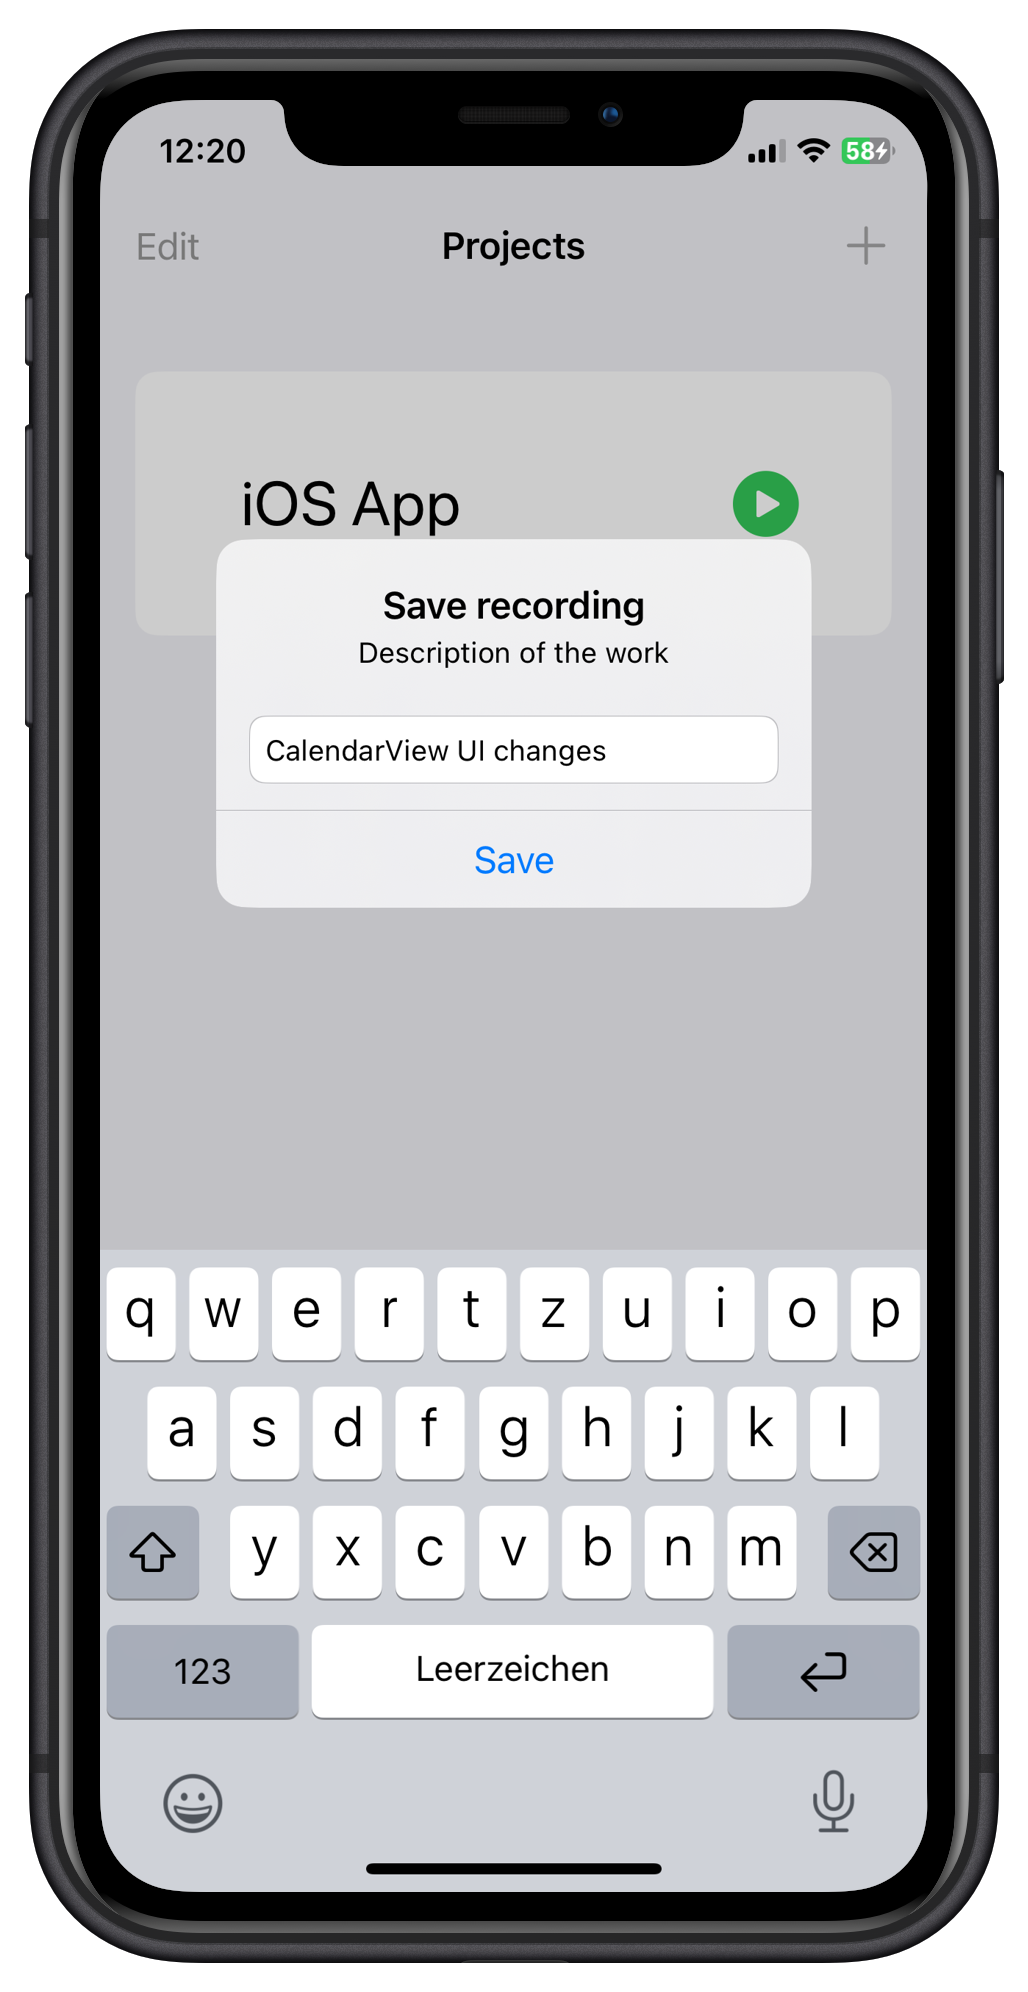 12:20
58
Edit
Projects
iOS App
Save recording
Description of the work
CalendarView UI changes
Save
q w e r t z u i o p
a s d f g h j k l
y x c v b n m
123
Leerzeichen